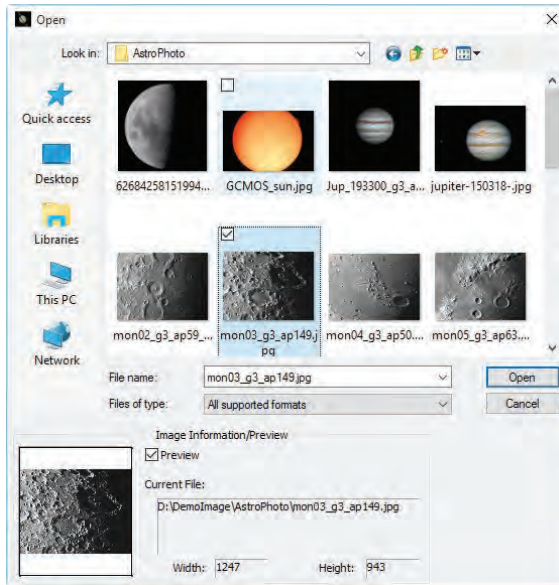 Open
Look in:
AstroPhoto
Quick access
Desktop
Libraries
This PC
Network
62684258151994...
GCMOS_sun.jpg
Jup_193300_g3_a...
jupiter-150318-.jpg
mon02_g3_ap59_...
mon03_g3_ap149.j
pg
mon04_g3_ap50....
mon05_g3_ap63....
File name:
mon03_g3_ap149.jpg
Open
Files of type:
All supported formats
Cancel
Image Information/Preview
Preview
Current File:
D:\DemoImage\AstroPhoto\mon03_g3_ap149.jpg
Width: 1247
Height: 943